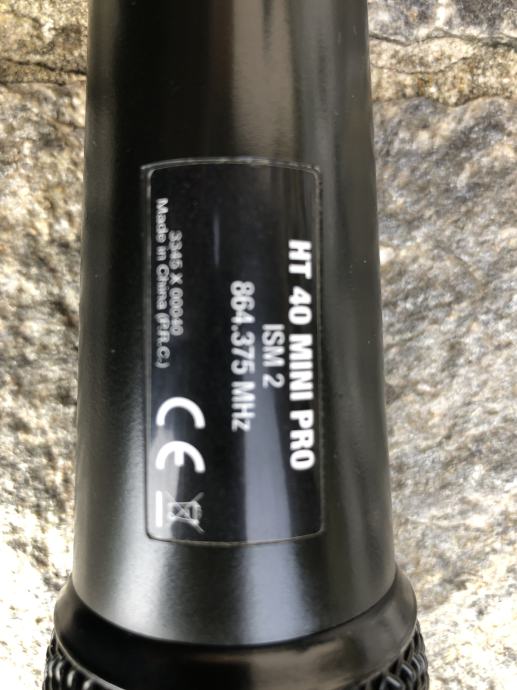 HT 40 MINI PRO
ISM 2
864.375 MHz
3345 X 00040
Made in China (P.R.C.)
CE